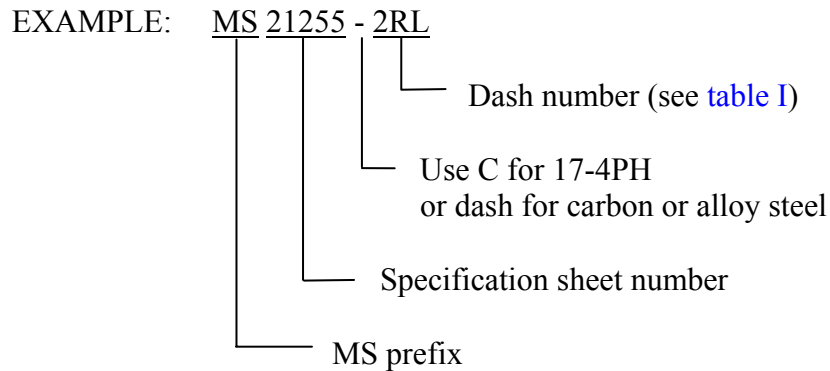 EXAMPLE: MS 21255 - 2RL
Dash number (see table I)
Use C for 17-4PH
or dash for carbon or alloy steel
Specification sheet number
MS prefix